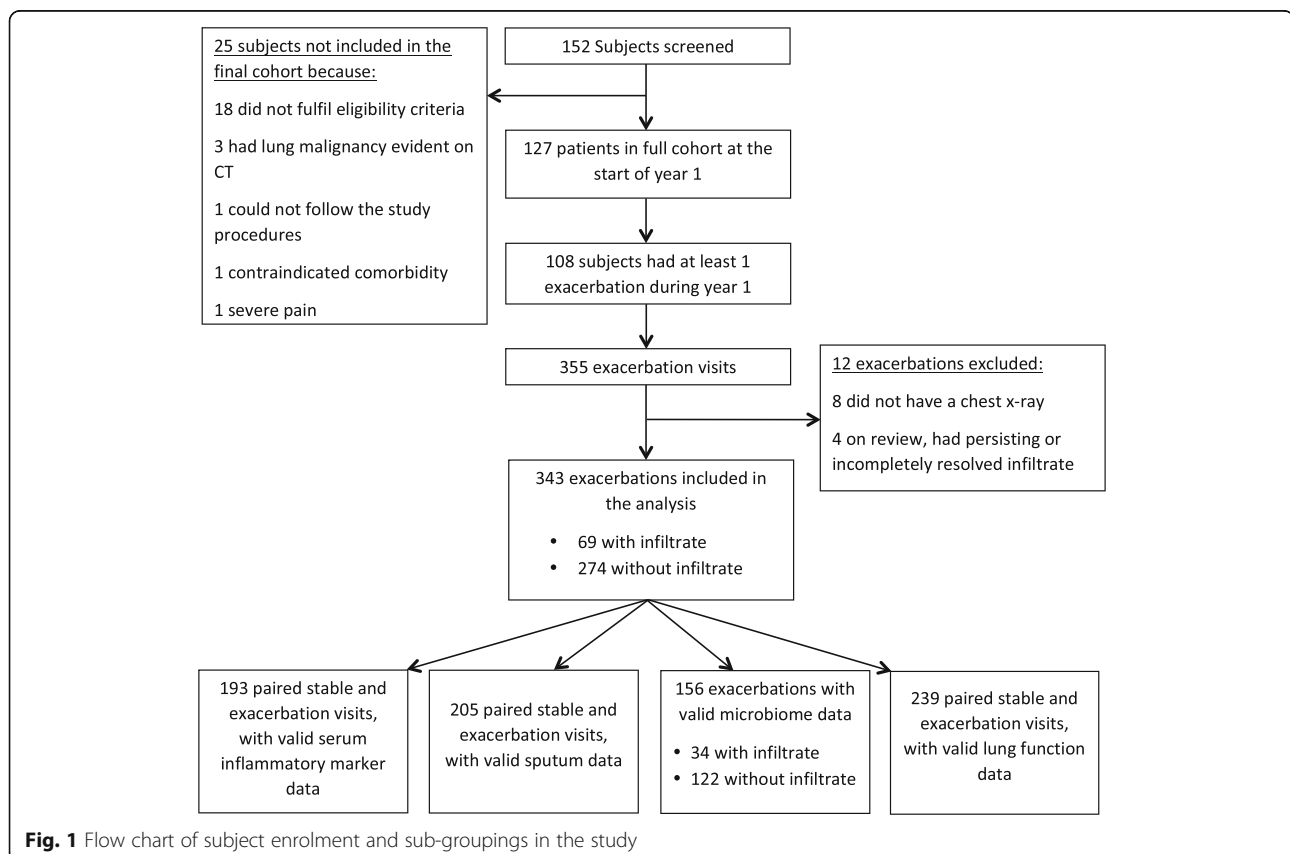 25 subjects not included in the
final cohort because:
18 did not fulfil eligibility criteria
3 had lung malignancy evident on
CT
1 could not follow the study
procedures
1 contraindicated comorbidity
1 severe pain
152 Subjects screened
127 patients in full cohort at the
start of year 1
108 subjects had at least 1
exacerbation during year 1
355 exacerbation visits
12 exacerbations excluded:
8 did not have a chest x-ray
4 on review, had persisting or
incompletely resolved infiltrate
343 exacerbations included in
the analysis
• 69 with infiltrate
• 274 without infiltrate
193 paired stable and
exacerbation visits,
with valid serum
inflammatory marker
data
205 paired stable and
exacerbation visits,
with valid sputum data
156 exacerbations with
valid microbiome data
• 34 with infiltrate
• 122 without infiltrate
239 paired stable and
exacerbation visits,
with valid lung function
data
Fig. 1 Flow chart of subject enrolment and sub-groupings in the study